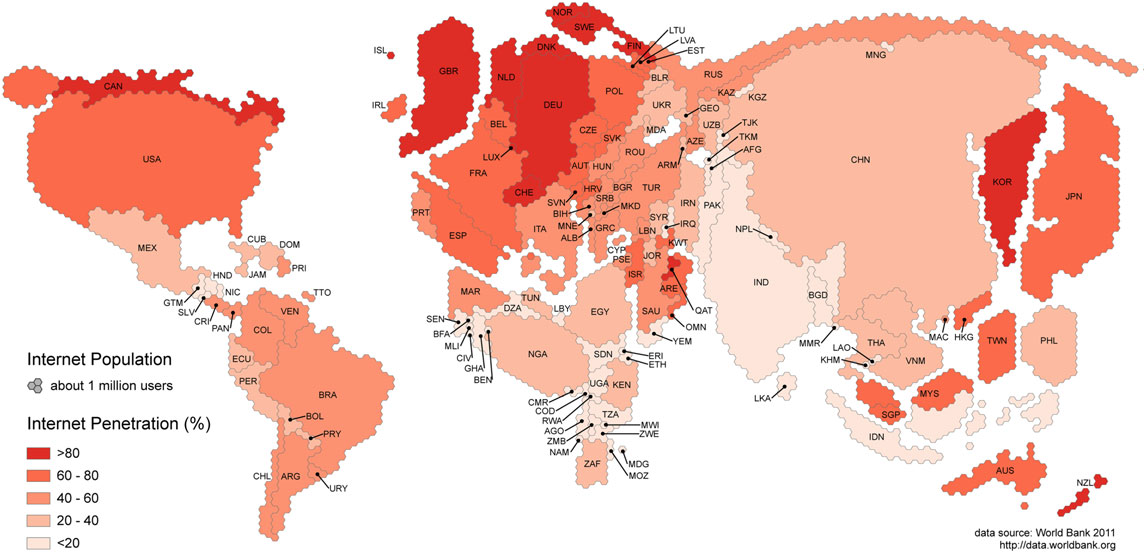 NOR
SWE
LTU
LVA
EST
ISL
DNK
FIN
GBR
NLD
MNG
RUS
BLR
CAN
DEU
POL
KAZ
KGZ
IRL
UKR
GEO
BEL
CZE
UZB
TJK
SVK
MDA
TKM
AZE
AFG
USA
LUX
ROU
ARM
CHN
FRA
AUT
HUN
KOR
JPN
CHE
HRV
BGR
TUR
SVN
SRB
IRN
PAK
PRT
BIH
MKD
SYR
MNE
IRQ
NPL
ESP
ITA
ALB
GRC
LBN
CUB
DOM
MEX
CYP
KWT
PSE
JOR
HND
JAM
PRI
ISR
IND
GTM
NIC
TTO
MAR
TUN
ARE
BGD
SLV
DZA
LBY
EGY
SAU
QAT
CRI
VEN
SEN
OMN
PAN
COL
BFA
YEM
MMR
MAC
HKG
MLI
CIV
NGA
SDN
ERI
LAO
THA
TWN
PHL
ECU
GHA
ETH
KHM
VNM
Internet Population
BEN
PER
UGA
KEN
about 1 million users
BRA
CMR
LKA
MYS
COD
BOL
RWA
TZA
SGP
Internet Penetration (%)
AGO
MWI
PRY
ZMB
ZWE
IDN
NAM
>80
ZAF
MDG
60 - 80
CHL
ARG
MOZ
AUS
URY
NZL
40 - 60
20 - 40
<20
data source: World Bank 2011
http://data.worldbank.org